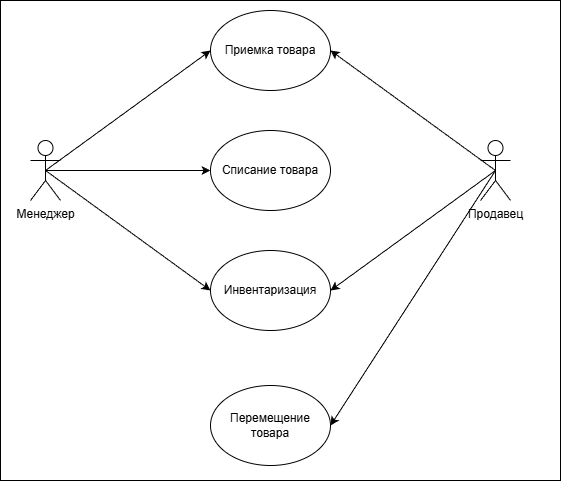 Приемка товара
Списание товара
Менеджер
Продавец
Инвентаризация
Перемещение
товара